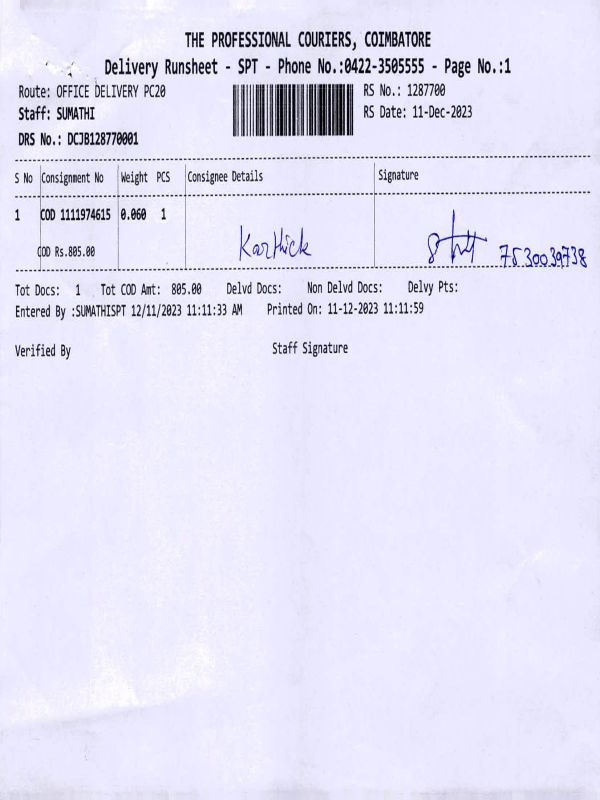 THE PROFESSIONAL COURIERS, COIMBATORE
Delivery Runsheet - SPT - Phone No.:0422-3505555 - Page No.:1
Route: OFFICE DELIVERY PC20
RS No.: 1287700
Staff: SUMATHI
RS Date: 11-Dec-2023
DRS No.: DCJB128770001
S No Consignment No Weight PCS Consignee Details Signature
1 COD 1111974615 0.060 1
COD Rs.805.00 Karthick 7530039738
Tot Docs: 1 Tot COD Amt: 805.00 Delvd Docs: Non Delvd Docs: Delvy Pts:
Entered By :SUMATHISPT 12/11/2023 11:11:33 AM Printed On: 11-12-2023 11:11:59
Verified By Staff Signature